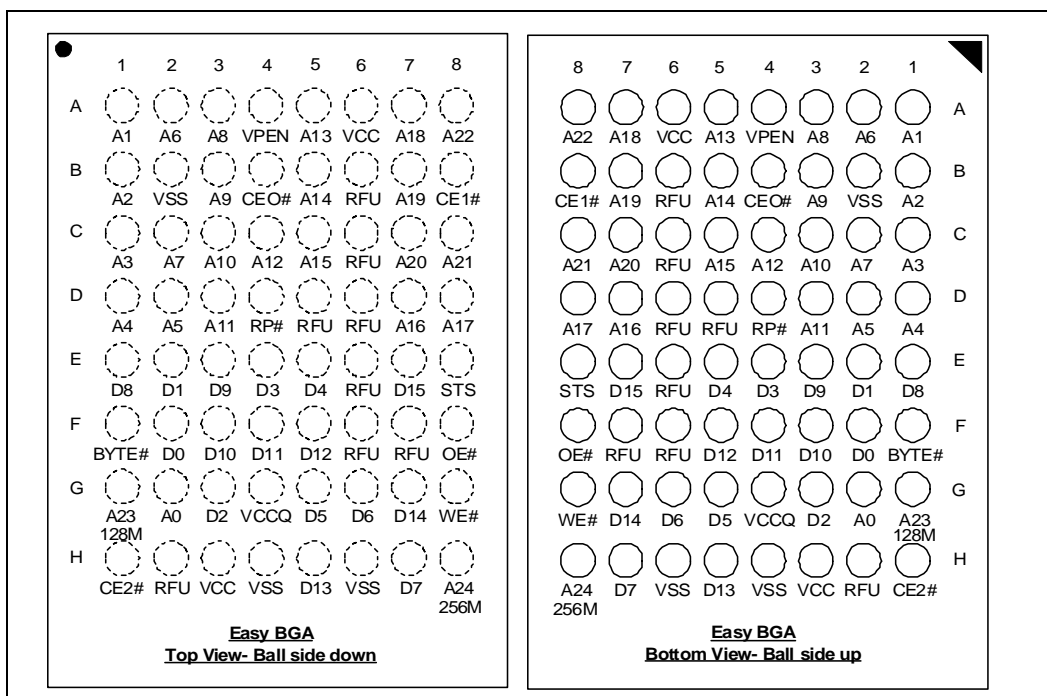 1 2 3 4 5 6 7 8
A
A1 A6 A8 VPEN A13 VCC A18 A22
B
A2 VSS A9 CEO# A14 RFU A19 CE1#
C
A3 A7 A10 A12 A15 RFU A20 A21
D
A4 A5 A11 RP# RFU RFU A16 A17
E
D8 D1 D9 D3 D4 RFU D15 STS
F
BYTE# D0 D10 D11 D12 RFU RFU OE#
G
A23 A0 D2 VCCQ D5 D6 D14 WE#
128M
H
CE2# RFU VCC VSS D13 VSS D7 A24
256M
Easy BGA
Top View- Ball side down
8 7 6 5 4 3 2 1
A
A22 A18 VCC A13 VPEN A8 A6 A1
B
CE1# A19 RFU A14 CEO# A9 VSS A2
C
A21 A20 RFU A15 A12 A10 A7 A3
D
A17 A16 RFU RFU RP# A11 A5 A4
E
STS D15 RFU D4 D3 D9 D1 D8
F
OE# RFU RFU D12 D11 D10 D0 BYTE#
G
WE# D14 D6 D5 VCCQ D2 A0 A23
128M
H
A24 D7 VSS D13 VSS VCC RFU CE2#
256M
Easy BGA
Bottom View- Ball side up